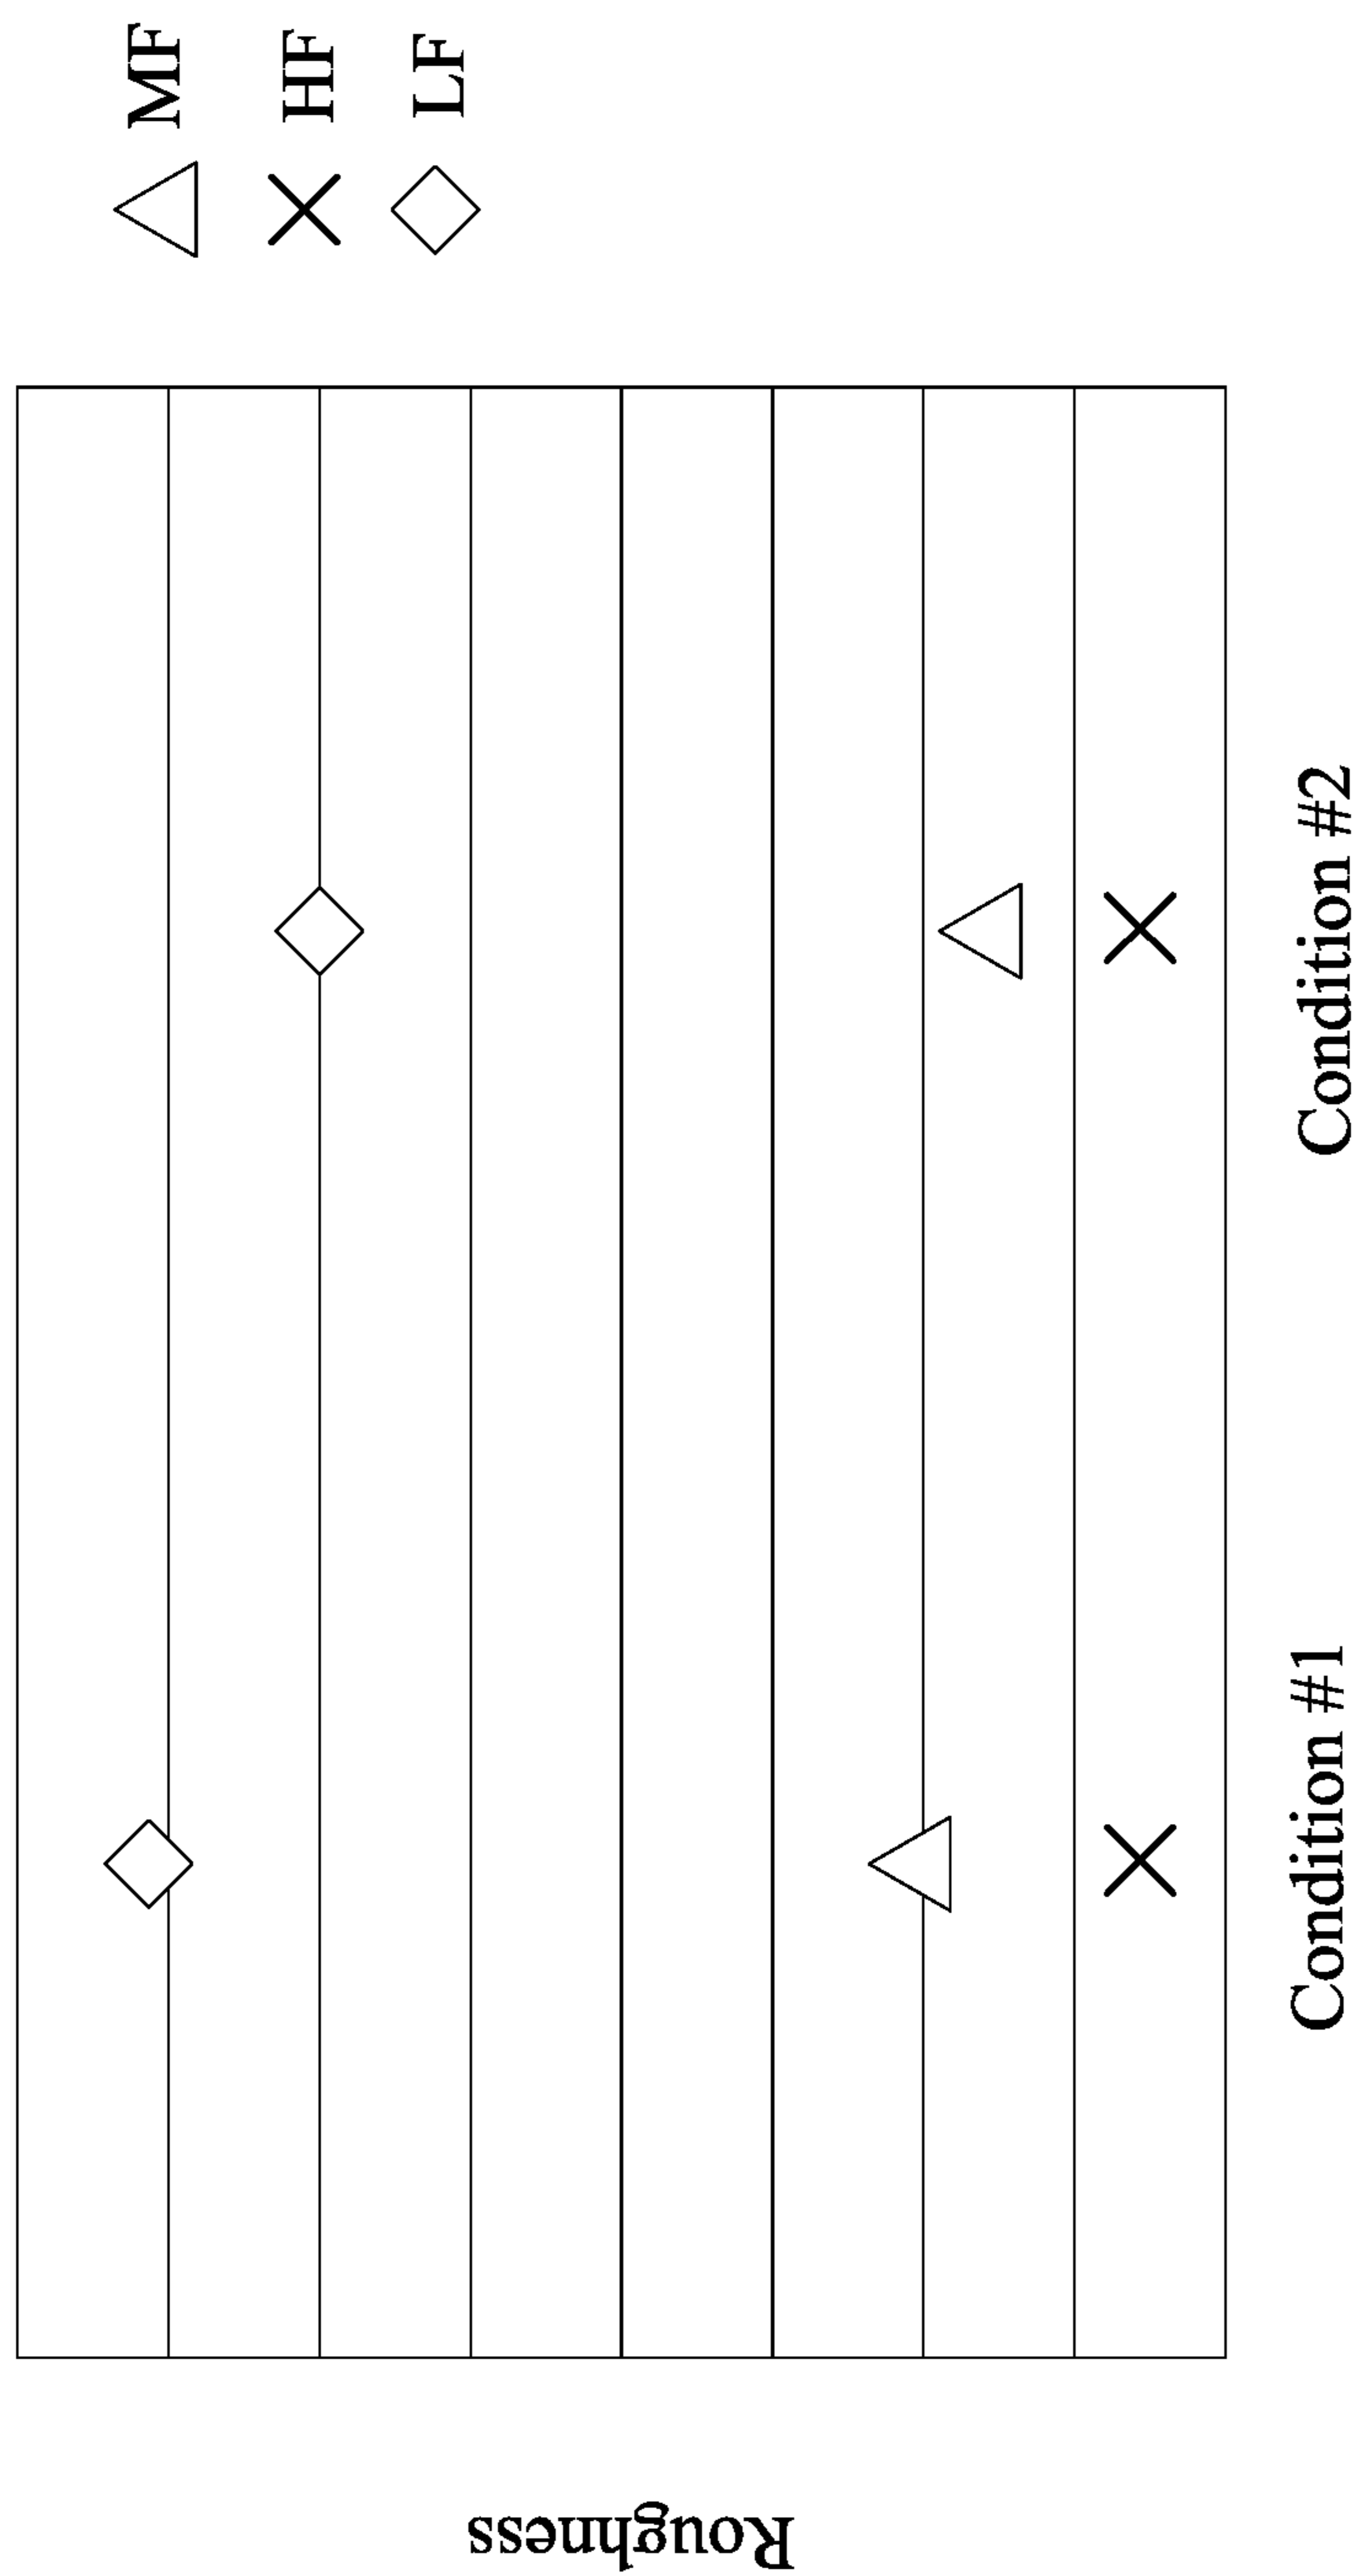 Roughness
MF
HF
LF
Condition #1
Condition #2